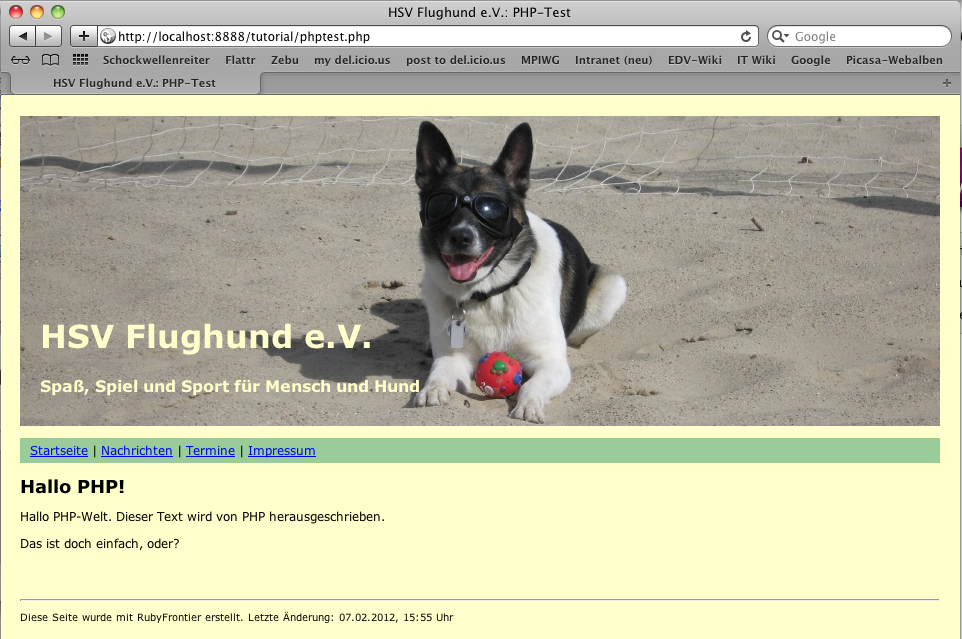 HSV Flughund e.V.: PHP-Test
http://localhost:8888/tutorial/phptest.php
Google
Schockwellenreiter Flattr Zebu my del.icio.us post to del.icio.us MPIWG Intranet (neu) EDV-Wiki IT Wiki Google Picasa-Webalben
HSV Flughund e.V.: PHP-Test
HSV Flughund e.V.
Spaß, Spiel und Sport für Mensch und Hund
Startseite | Nachrichten | Termine | Impressum
Hallo PHP!
Hallo PHP-Welt. Dieser Text wird von PHP herausgeschrieben.
Das ist doch einfach, oder?
Diese Seite wurde mit RubyFrontier erstellt. Letzte Änderung: 07.02.2012, 15:55 Uhr